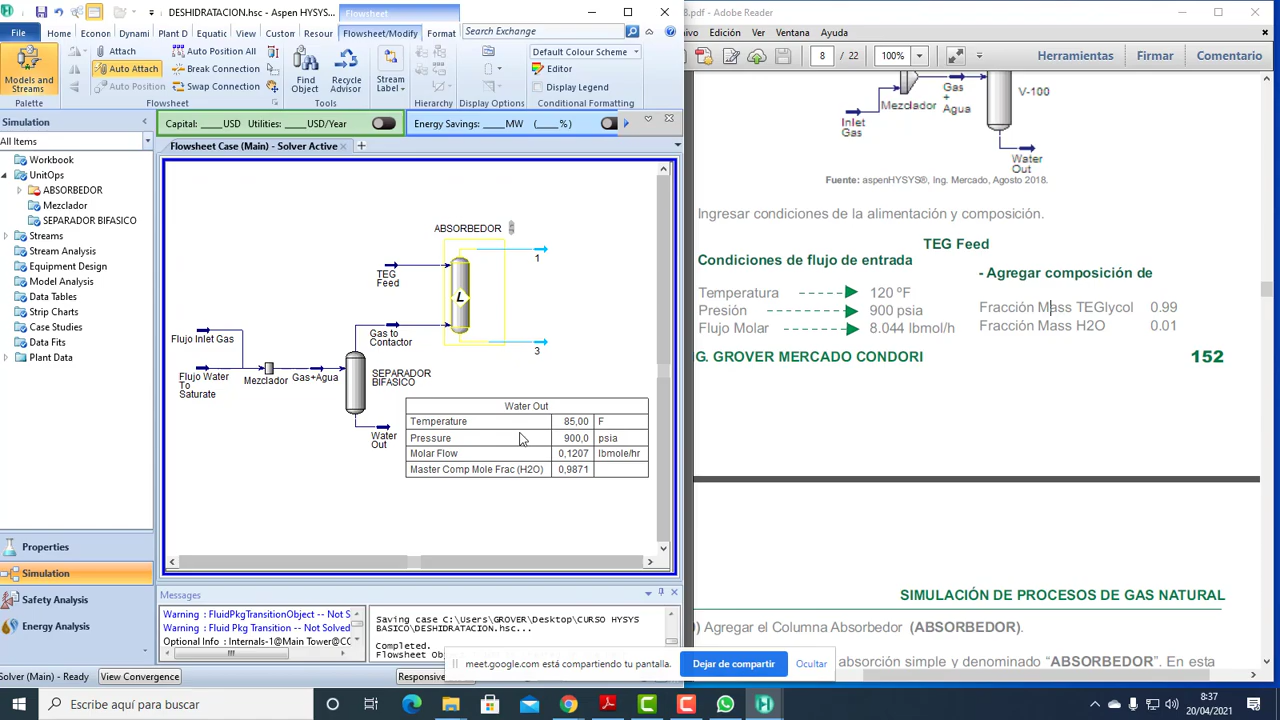 DESHIDRATACION.hsc - Aspen HYSYS
Flowsheet
File
Home
Econon
Dynami
Plant D
Equatic
View
Custom
Resour
Flowsheet/Modify
Format
Search Exchange
Models and
Streams
Palette
Attach
Auto Attach
Auto Position
Auto Position All
Break Connection
Swap Connection
Flowsheet
Find
Object
Recycle
Advisor
Tools
Stream
Label
Hierarchy
Display Options
Default Colour Scheme
Editor
Display Legend
Conditional Formatting
Simulation
Capital: ____USD Utilities: ____USD/Year
Energy Savings: ____MW (____%)
All Items
Flowsheet Case (Main) - Solver Active
Workbook
UnitOps
ABSORBEDOR
Mezclador
SEPARADOR BIFASICO
Streams
Stream Analysis
Equipment Design
Model Analysis
Data Tables
Strip Charts
Case Studies
Data Fits
Plant Data
Properties
Simulation
Safety Analysis
Energy Analysis
ABSORBEDOR
1
TEG
Feed
L
Gas to
Contactor
3
Flujo Inlet Gas
Flujo Water
To
Saturate
Mezclador
Gas+Agua
SEPARADOR
BIFASICO
Water
Out
Water Out
Temperature 85,00 F
Pressure 900,0 psia
Molar Flow 0,1207 lbmole/hr
Master Comp Mole Frac (H2O) 0,9871
Messages
Warning : FluidPkgTransitionObject -- Not S
Warning : Fluid Pkg Transition -- Not Solved
Optional Info : Internals-1@Main Tower@CO
Saving case C:\Users\GROVER\Desktop\CURSO HYSYS
BASICO\DESHIDRATACION.hsc...
Completed.
Flowsheet Ob
Solver (Main) - Ready
View Convergence
Responsive
meet.google.com está compartiendo tu pantalla.
Dejar de compartir
Ocultar
8.pdf - Adobe Reader
Edición
Ver
Ventana
Ayuda
8 / 22
100%
Herramientas
Firmar
Comentario
Mezclador
Gas
+
Agua
V-100
Inlet
Gas
Water
Out
Fuente: aspenHYSYS®, Ing. Mercado, Agosto 2018.
Ingresar condiciones de la alimentación y composición.
TEG Feed
Condiciones de flujo de entrada
- Agregar composición de
Temperatura 120 ºF
Presión 900 psia
Flujo Molar 8.044 lbmol/h
Fracción Mass TEGlycol 0.99
Fracción Mass H2O 0.01
G. GROVER MERCADO CONDORI
152
SIMULACIÓN DE PROCESOS DE GAS NATURAL
) Agregar el Columna Absorbedor (ABSORBEDOR).
absorción simple y denominado “ABSORBEDOR”. En esta
Escribe aquí para buscar
8:37
20/04/2021